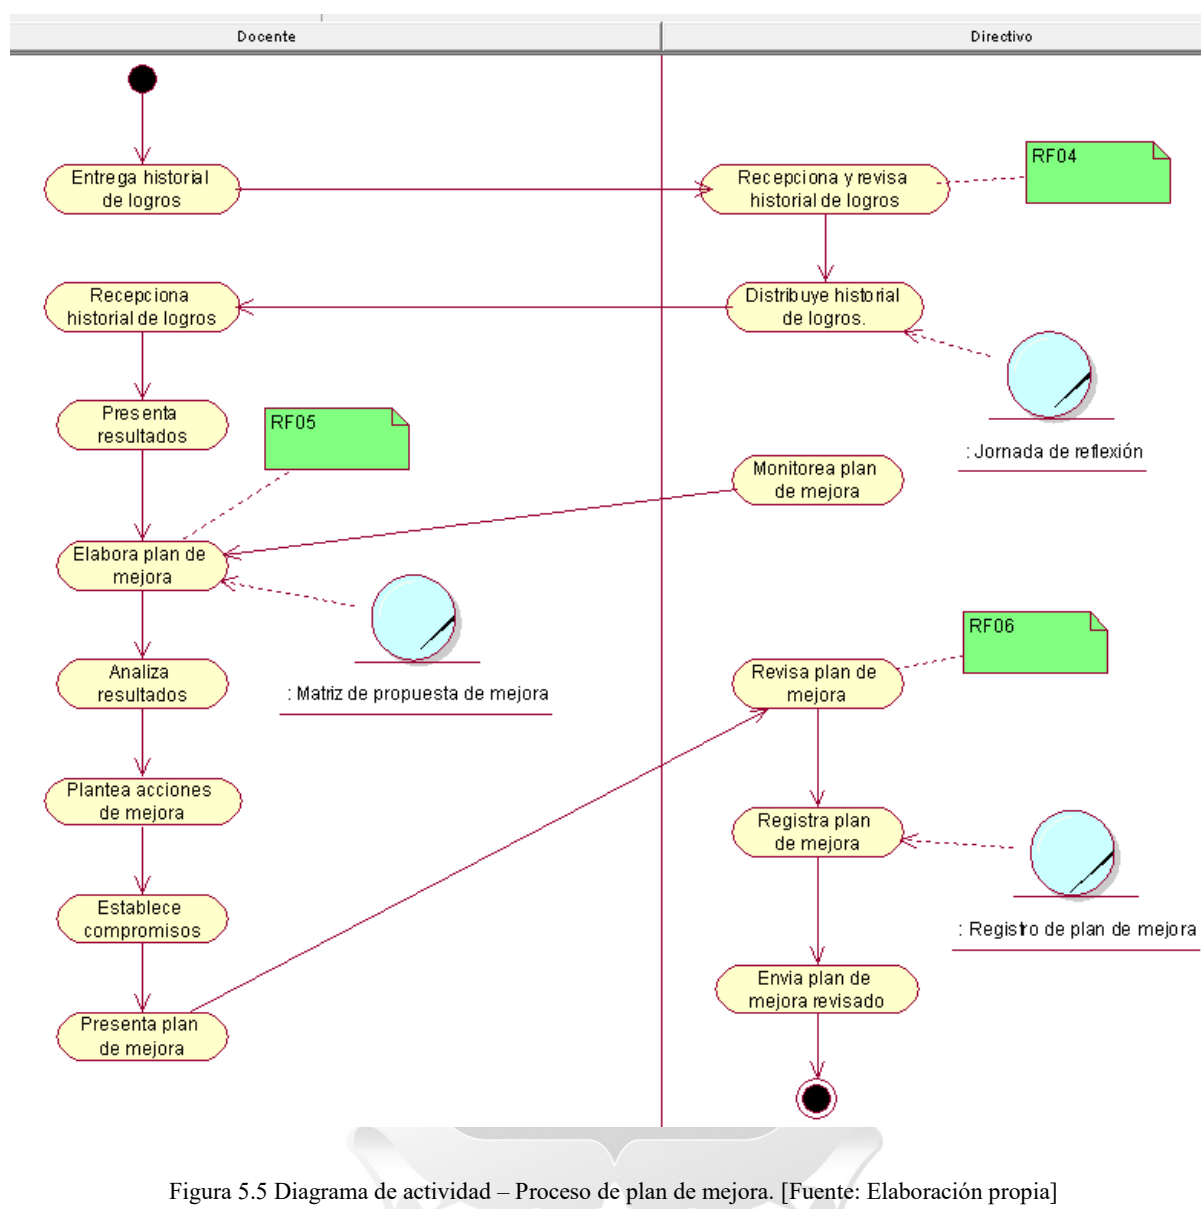 Docente
Directivo
Entrega historial
de logros
Recepciona y revisa
historial de logros
RF04
Recepciona
historial de logros
Distribuye historial
de logros.
: Jornada de reflexión
Presenta
resultados
RF05
Monitorea plan
de mejora
Elabora plan de
mejora
: Matriz de propuesta de mejora
RF06
Analiza
resultados
Revisa plan de
mejora
Plantea acciones
de mejora
Registra plan
de mejora
: Registro de plan de mejora
Establece
compromisos
Envia plan de
mejora revisado
Presenta plan
de mejora
Figura 5.5 Diagrama de actividad – Proceso de plan de mejora. [Fuente: Elaboración propia]